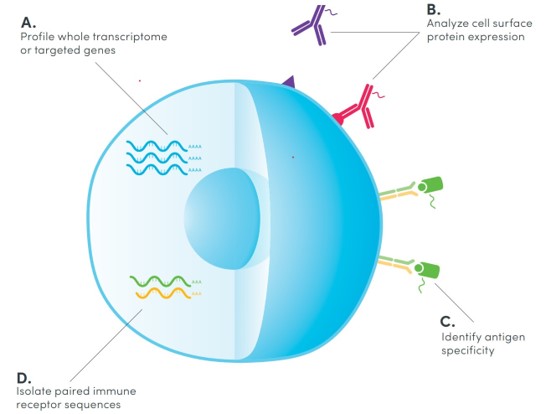 A.
Profile whole transcriptome
or targeted genes
B.
Analyze cell surface
protein expression
AAAA
AAAA
AAAA
AAA
AAA
C.
Identify antigen
specificity
D.
Isolate paired immune
receptor sequences